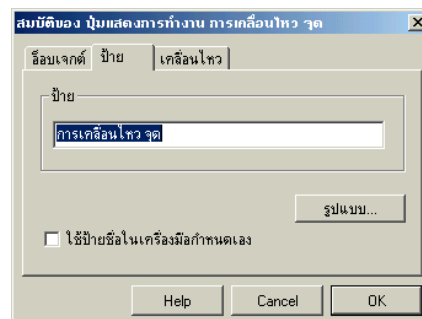 สมบัติของ ปุ่มแสดงการทำงาน การเคลื่อนไหว จุด
อ็อบเจกต์ ป้าย เคลื่อนไหว
ป้าย
การเคลื่อนไหว จุด
รูปแบบ...
ใช้ป้ายชื่อในเครื่องมือกำหนดเอง
Help Cancel OK